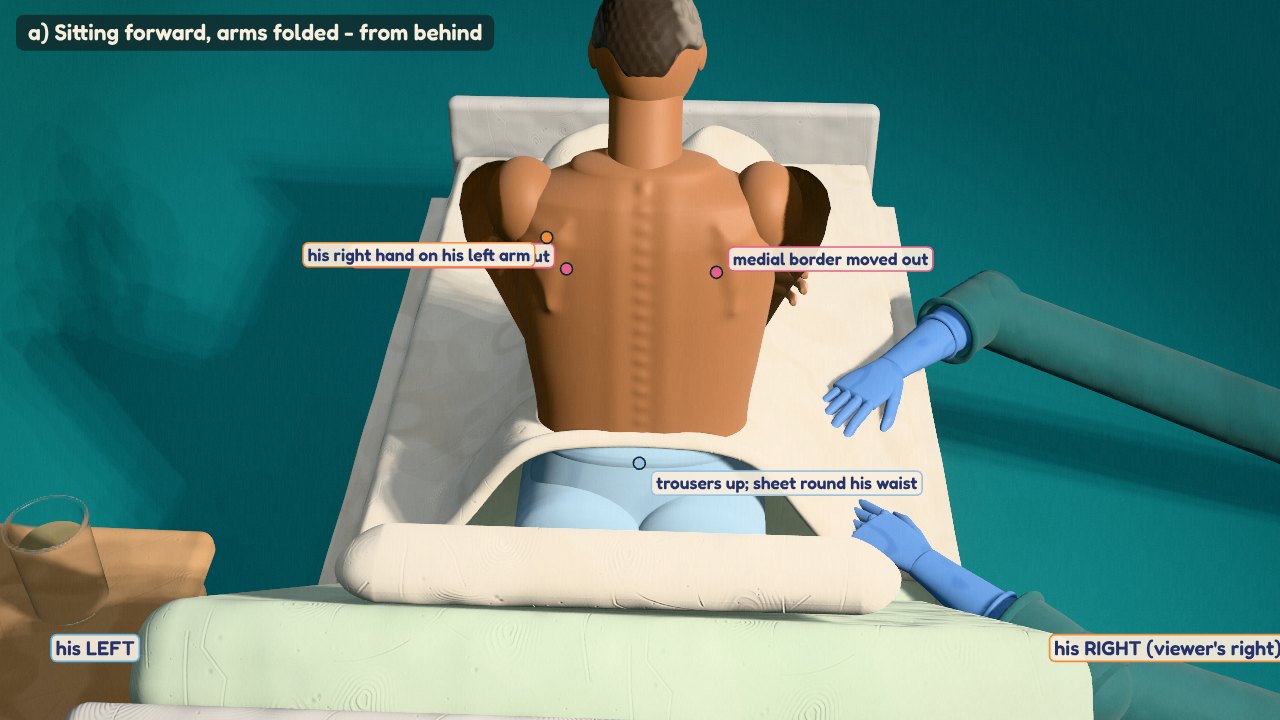 a) Sitting forward, arms folded - from behind
his right hand on his left arm
ut
medial border moved out
trousers up; sheet round his waist
his LEFT
his RIGHT (viewer's right)